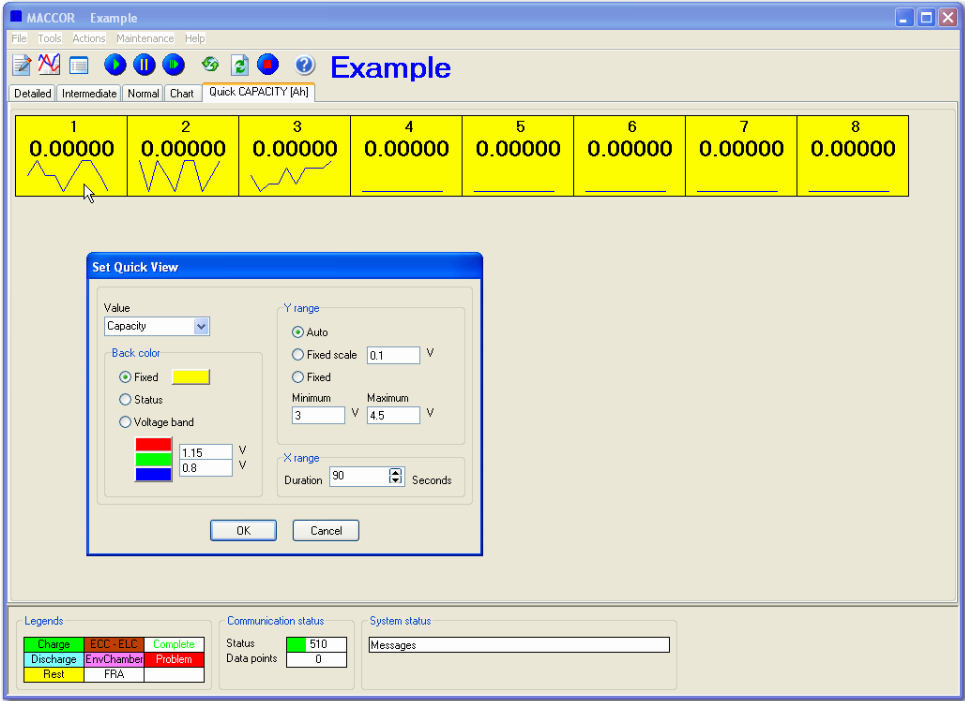 MACCOR Example
File Tools Actions Maintenance Help
Example
Detailed Intermediate Normal Chart Quick CAPACITY [Ah]
1 2 3 4 5 6 7 8
0.00000 0.00000 0.00000 0.00000 0.00000 0.00000 0.00000 0.00000
Set Quick View
Value
Capacity
Back color
Fixed
Status
Voltage band
1.15 V
0.8 V
Y range
Auto
Fixed scale 0.1 V
Fixed
Minimum Maximum
3 V 4.5 V
X range
Duration 90 Seconds
OK Cancel
Legends
Charge ECC - ELC Complete
Discharge EnvChamber Problem
Rest FRA
Communication status
Status 510
Data points 0
System status
Messages